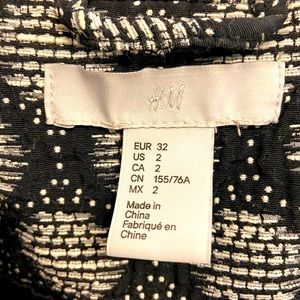 H&M
EUR 32
US 2
CA 2
CN 155/76A
MX 2
Made in
China
Fabriqué en
Chine